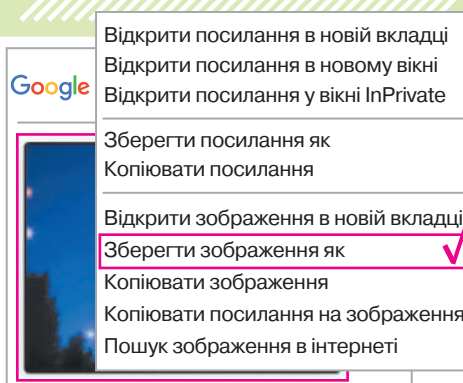 Google
Відкрити посилання в новій вкладці
Відкрити посилання в новому вікні
Відкрити посилання у вікні InPrivate
Зберегти посилання як
Копіювати посилання
Відкрити зображення в новій вкладці
Зберегти зображення як
Копіювати зображення
Копіювати посилання на зображення
Пошук зображення в інтернеті